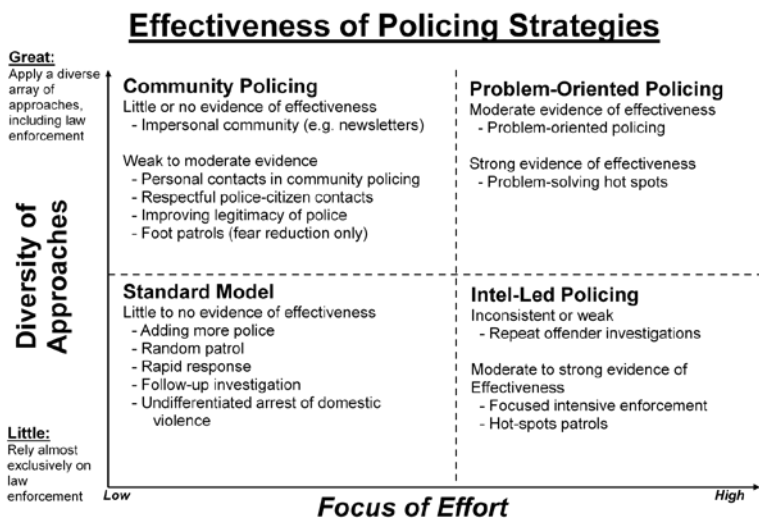 Effectiveness of Policing Strategies
Great:
Apply a diverse
array of
approaches,
including law
enforcement
Diversity of
Approaches
Little:
Rely almost
exclusively on
law
enforcement
Community Policing
Little or no evidence of effectiveness
- Impersonal community (e.g. newsletters)
Weak to moderate evidence
- Personal contacts in community policing
- Respectful police-citizen contacts
- Improving legitimacy of police
- Foot patrols (fear reduction only)
Problem-Oriented Policing
Moderate evidence of effectiveness
- Problem-oriented policing
Strong evidence of effectiveness
- Problem-solving hot spots
Standard Model
Little to no evidence of effectiveness
- Adding more police
- Random patrol
- Rapid response
- Follow-up investigation
- Undifferentiated arrest of domestic
violence
Intel-Led Policing
Inconsistent or weak
- Repeat offender investigations
Moderate to strong evidence of
Effectiveness
- Focused intensive enforcement
- Hot-spots patrols
Low
Focus of Effort
High